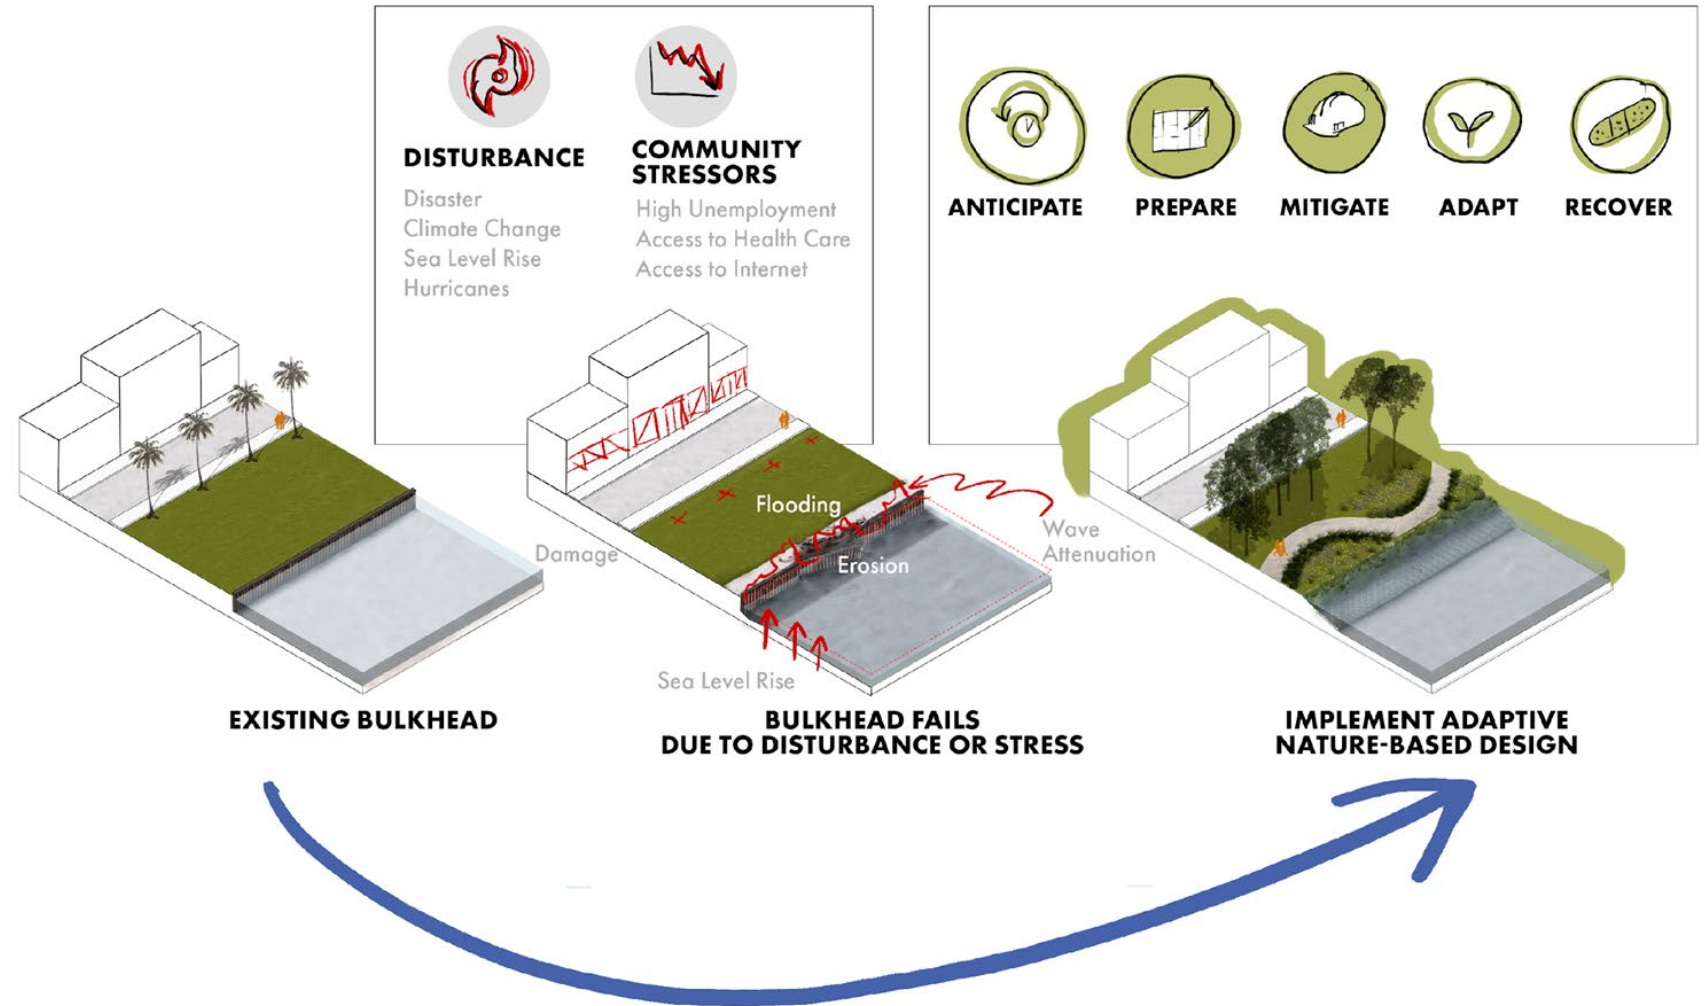 DISTURBANCE
Disaster
Climate Change
Sea Level Rise
Hurricanes
COMMUNITY
STRESSORS
High Unemployment
Access to Health Care
Access to Internet
ANTICIPATE
PREPARE
MITIGATE
ADAPT
RECOVER
Damage
Flooding
Erosion
Wave
Attenuation
Sea Level Rise
EXISTING BULKHEAD
BULKHEAD FAILS
DUE TO DISTURBANCE OR STRESS
IMPLEMENT ADAPTIVE
NATURE-BASED DESIGN